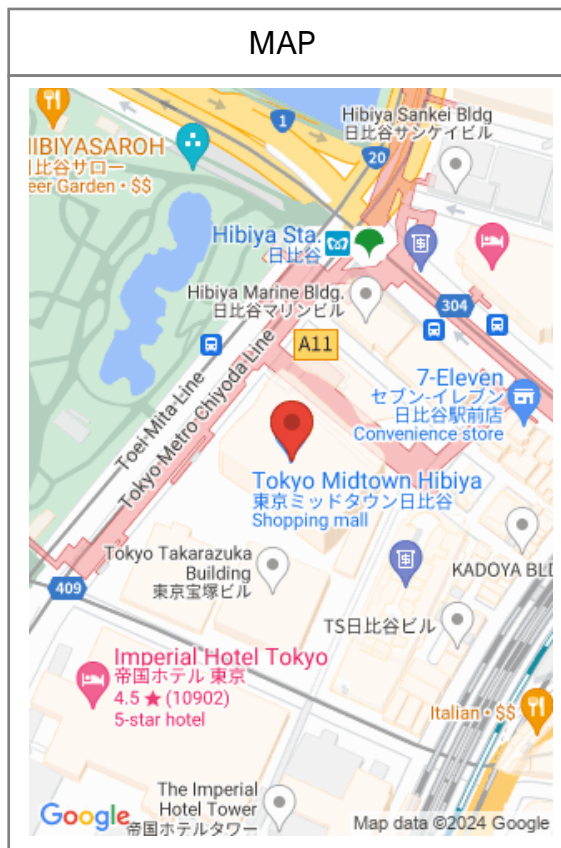 MAP
1
Hibiya Sankei Bldg
日比谷サンケイビル
HIBIYASAROH
日比谷サロー
eer Garden • $$
20
Hibiya Sta.
日比谷
Hibiya Marine Bldg.
日比谷マリンビル
304
A11
7-Eleven
セブン-イレブン
日比谷駅前店
Convenience store
Toei Mita Line
Tokyo Metro Chiyoda Line
Tokyo Midtown Hibiya
東京ミッドタウン日比谷
Shopping mall
Tokyo Takarazuka
Building
東京宝塚ビル
KADOYA BLD
409
TS日比谷ビル
Imperial Hotel Tokyo
帝国ホテル 東京
4.5 ★ (10902)
5-star hotel
Italian • $$
The Imperial
Hotel Tower
帝国ホテルタワー
Google
Map data ©2024 Google